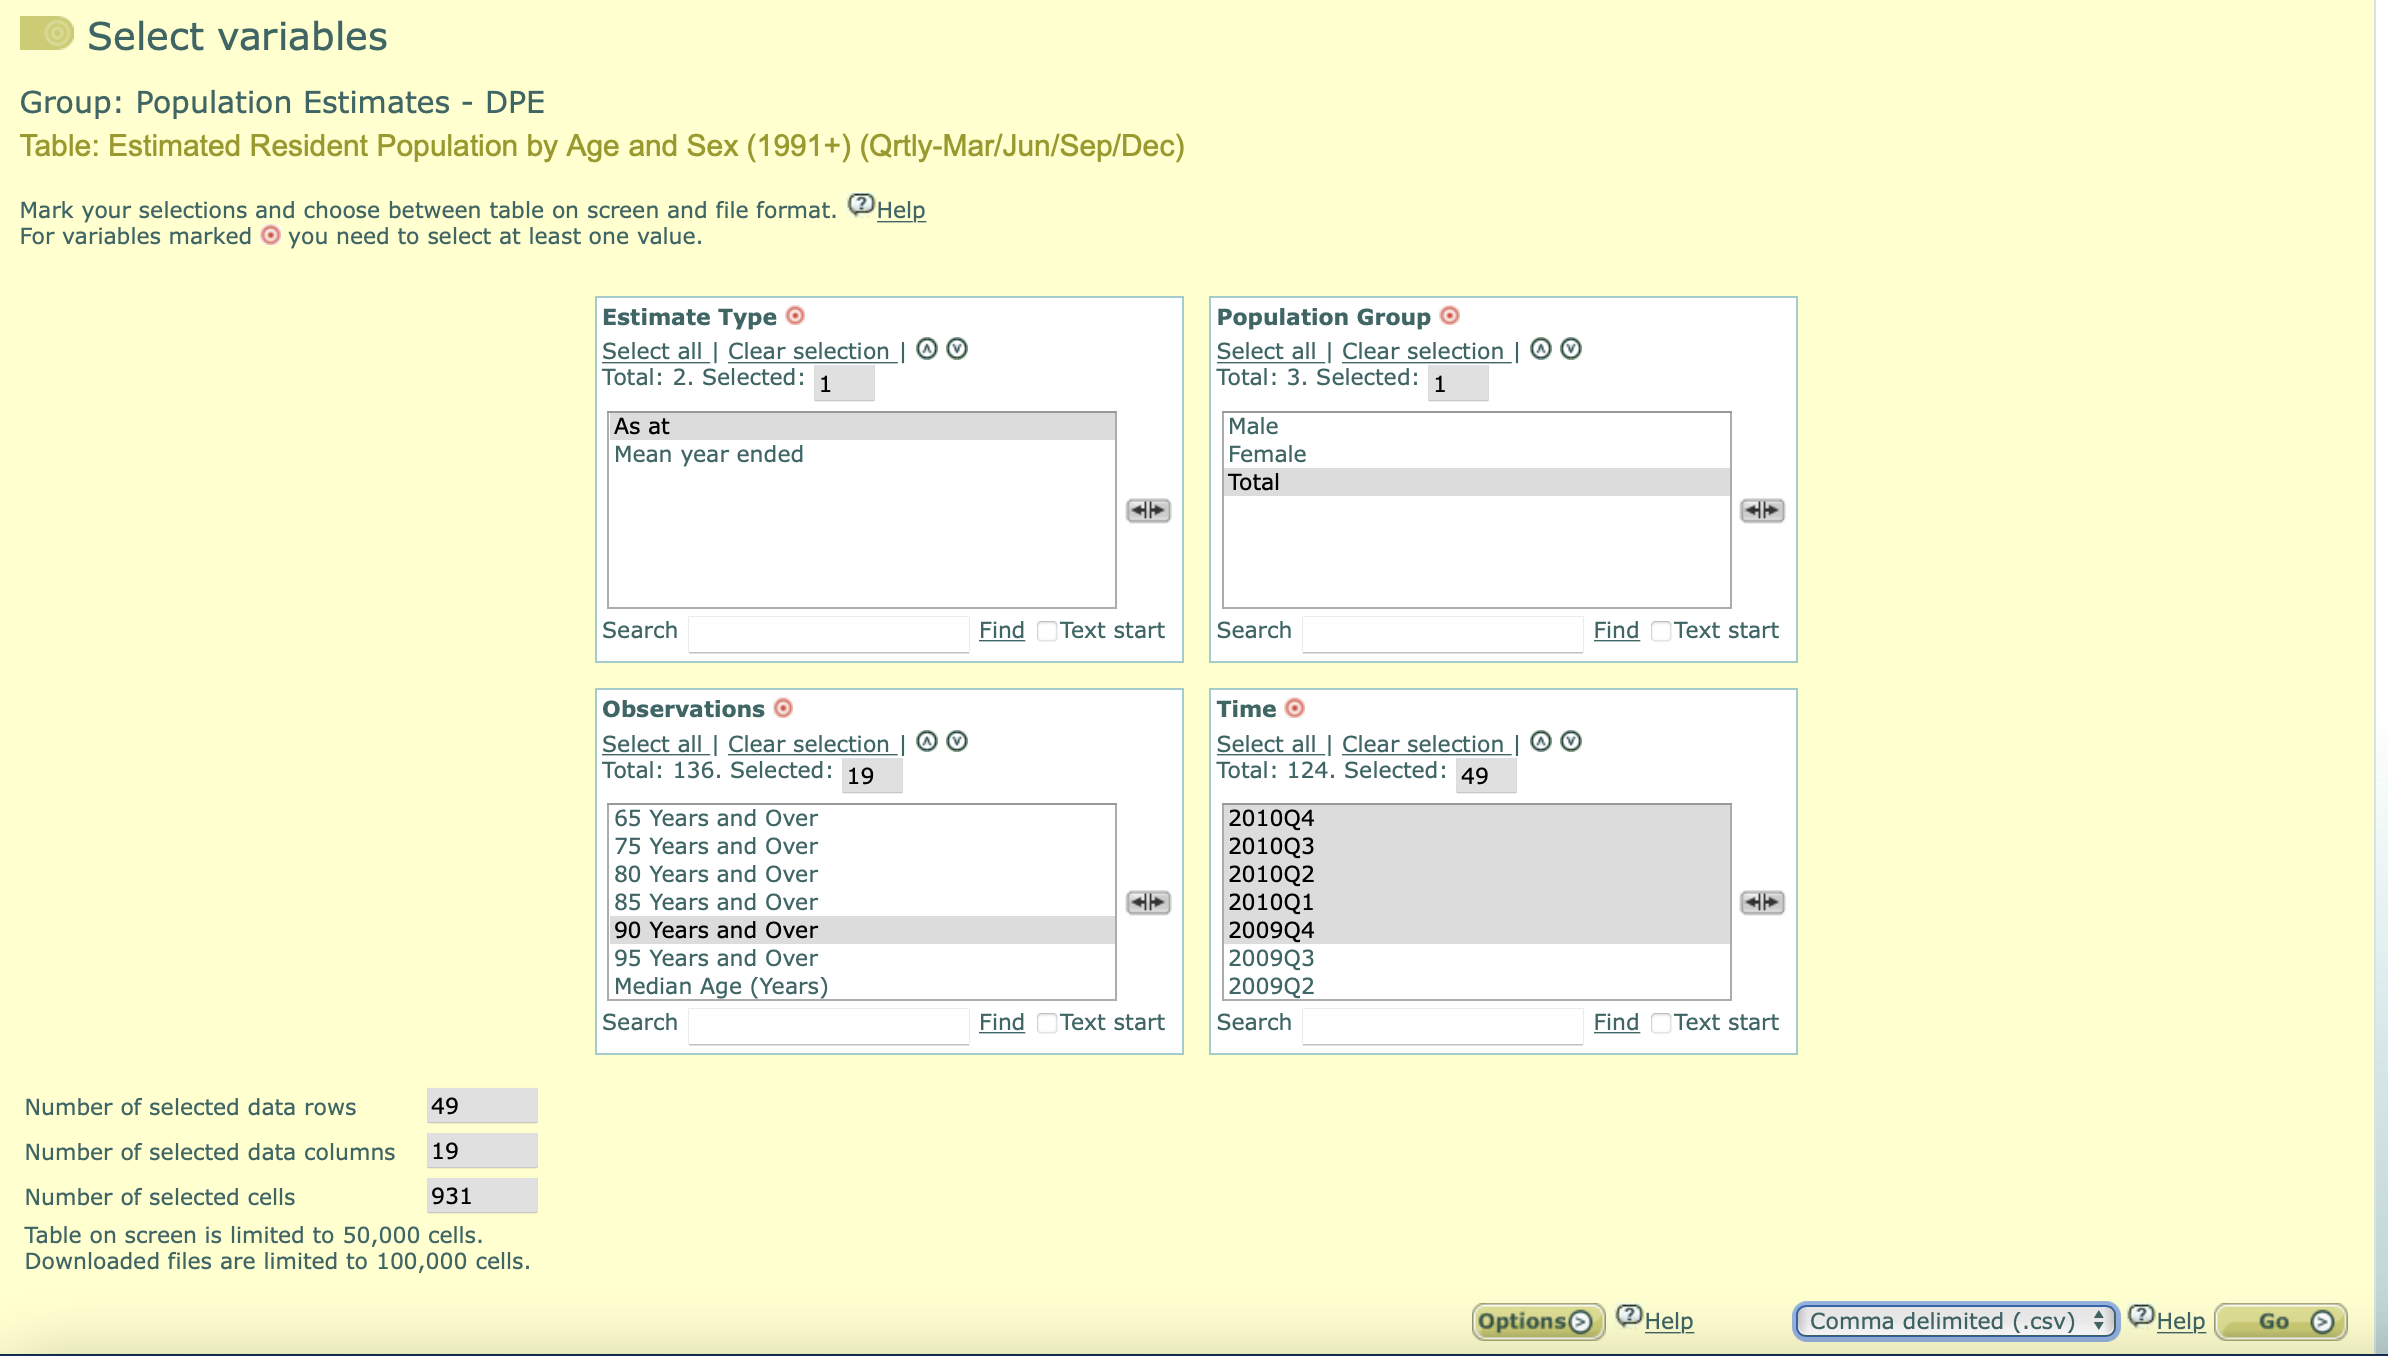 Select variables
Group: Population Estimates - DPE
Table: Estimated Resident Population by Age and Sex (1991+) (Qrtly-Mar/Jun/Sep/Dec)
Mark your selections and choose between table on screen and file format. Help
For variables marked you need to select at least one value.
Estimate Type
Select all | Clear selection |
Total: 2. Selected: 1
As at
Mean year ended
Search Find Text start
Population Group
Select all | Clear selection |
Total: 3. Selected: 1
Male
Female
Total
Search Find Text start
Observations
Select all | Clear selection |
Total: 136. Selected: 19
65 Years and Over
75 Years and Over
80 Years and Over
85 Years and Over
90 Years and Over
95 Years and Over
Median Age (Years)
Search Find Text start
Time
Select all | Clear selection |
Total: 124. Selected: 49
2010Q4
2010Q3
2010Q2
2010Q1
2009Q4
2009Q3
2009Q2
Search Find Text start
Number of selected data rows 49
Number of selected data columns 19
Number of selected cells 931
Table on screen is limited to 50,000 cells.
Downloaded files are limited to 100,000 cells.
Options Help Comma delimited (.csv) Help Go